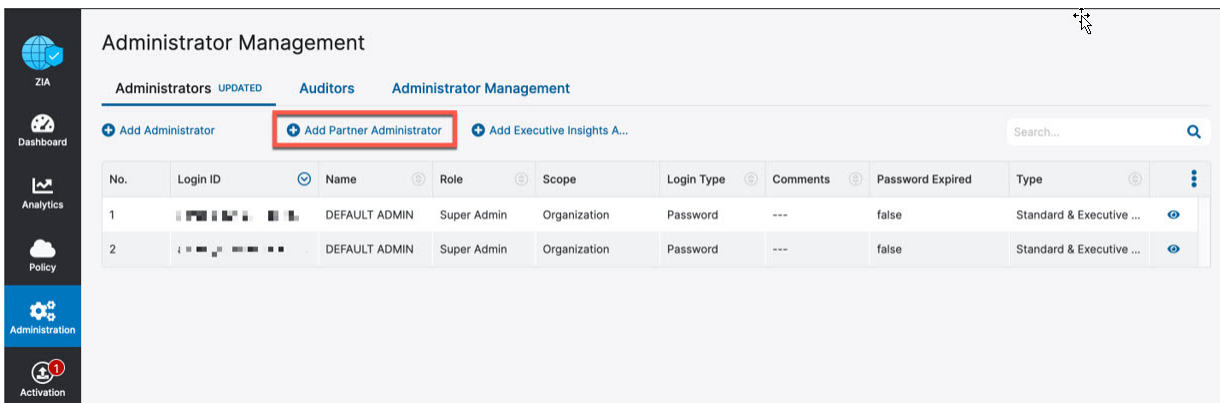 Administrator Management
ZIA
Administrators UPDATED Auditors Administrator Management
Dashboard
Add Administrator Add Partner Administrator Add Executive Insights A...
Search...
Analytics
No. Login ID Name Role Scope Login Type Comments Password Expired Type
1 DEFAULT ADMIN Super Admin Organization Password --- false Standard & Executive ...
2 DEFAULT ADMIN Super Admin Organization Password --- false Standard & Executive ...
Policy
Administration
1
Activation